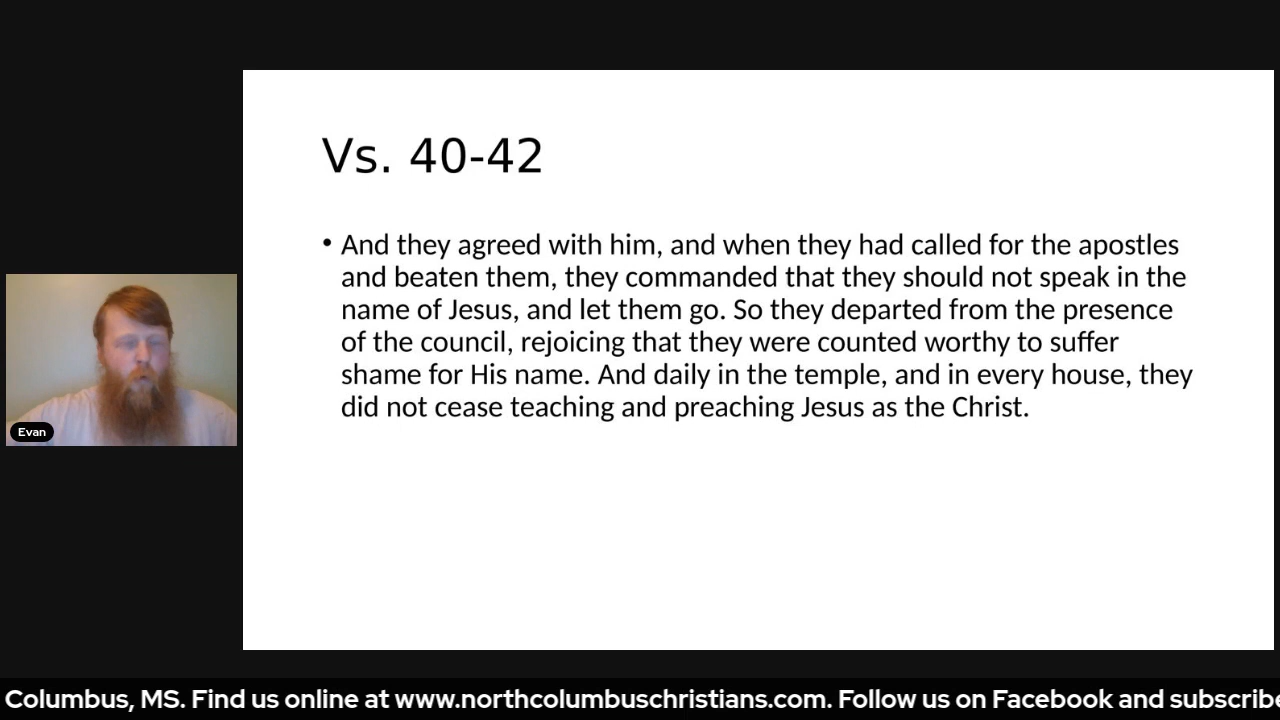 Vs. 40-42
• And they agreed with him, and when they had called for the apostles
and beaten them, they commanded that they should not speak in the
name of Jesus, and let them go. So they departed from the presence
of the council, rejoicing that they were counted worthy to suffer
shame for His name. And daily in the temple, and in every house, they
did not cease teaching and preaching Jesus as the Christ.
Evan
Columbus, MS. Find us online at www.northcolumbuschristians.com. Follow us on Facebook and subscribe